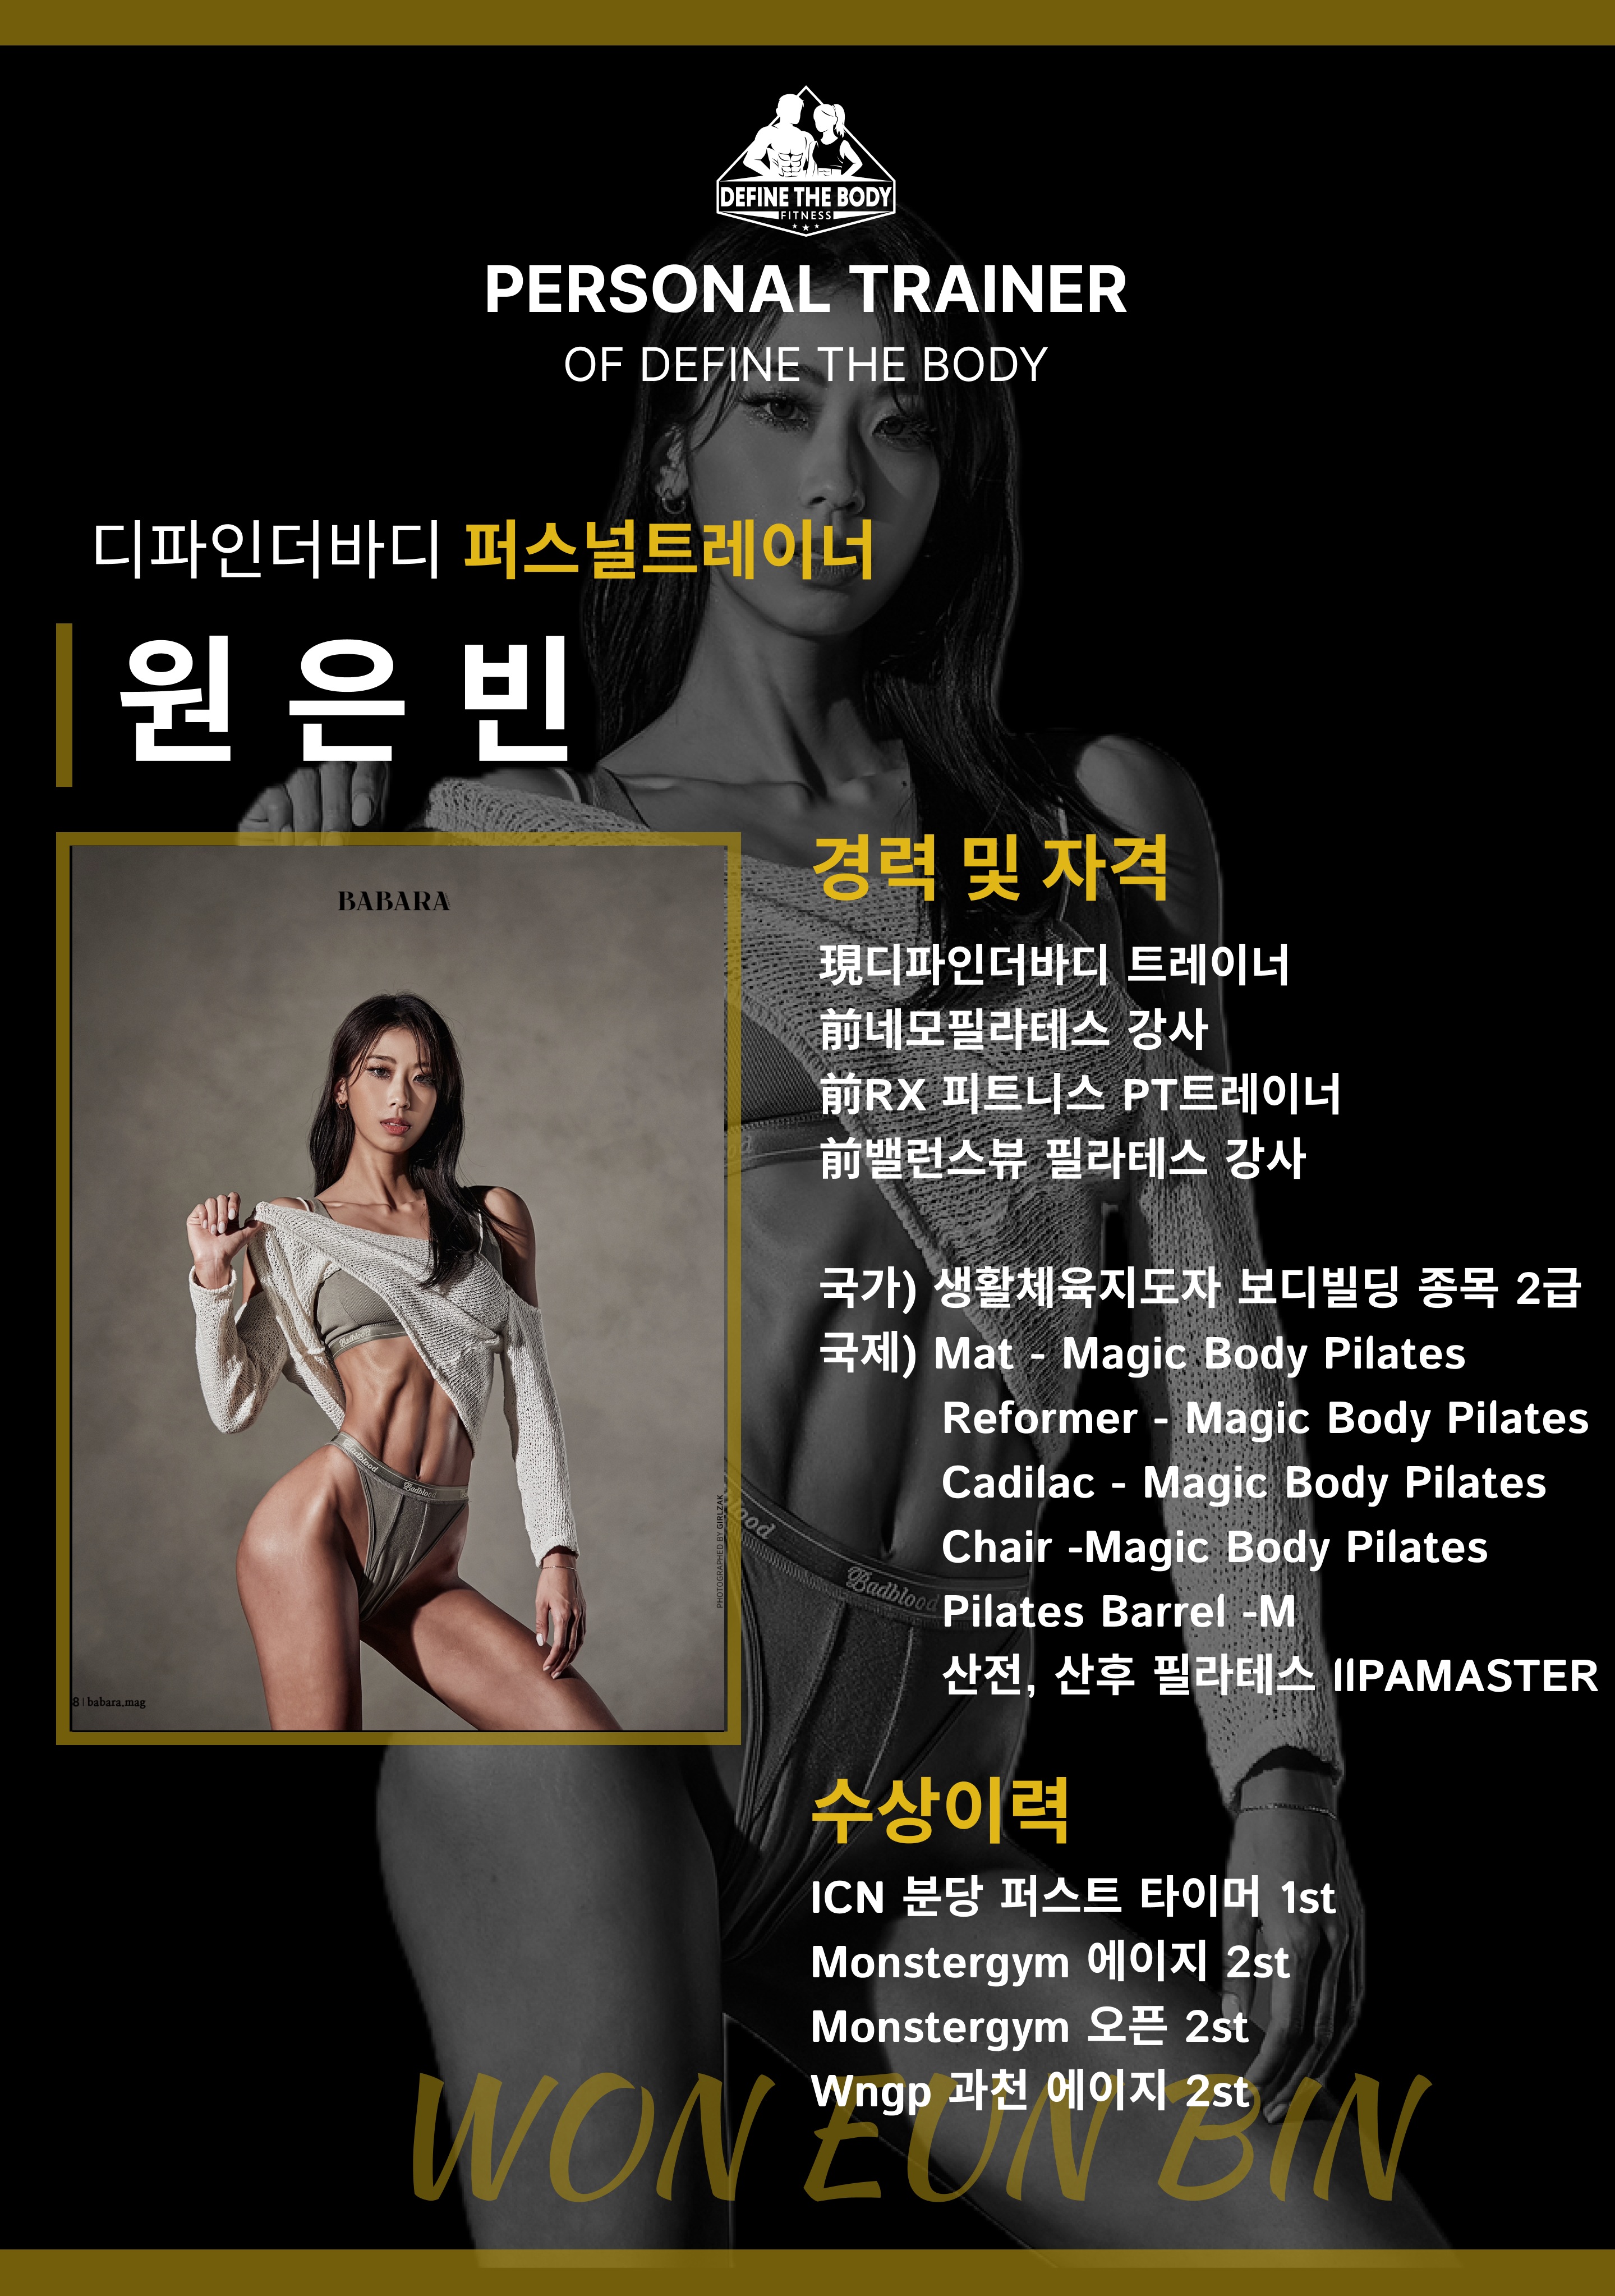 DEFINE THE BODY
FITNESS
PERSONAL TRAINER
OF DEFINE THE BODY
디파인더바디 퍼스널트레이너
원은빈
BABARA
PHOTOGRAPHED BY GIRLZAK
Badblood
Badblood
Badblood
8 | babara_mag
경력 및 자격
現디파인더바디 트레이너
前네모필라테스 강사
前RX 피트니스 PT트레이너
前밸런스뷰 필라테스 강사
국가) 생활체육지도자 보디빌딩 종목 2급
국제) Mat - Magic Body Pilates
Reformer - Magic Body Pilates
Cadilac - Magic Body Pilates
Chair -Magic Body Pilates
Badblood
Pilates Barrel -M
산전, 산후 필라테스 IIPAMASTER
수상이력
ICN 분당 퍼스트 타이머 1st
Monstergym 에이지 2st
Monstergym 오픈 2st
Wngp 과천 에이지 2st
WON EUN BIN